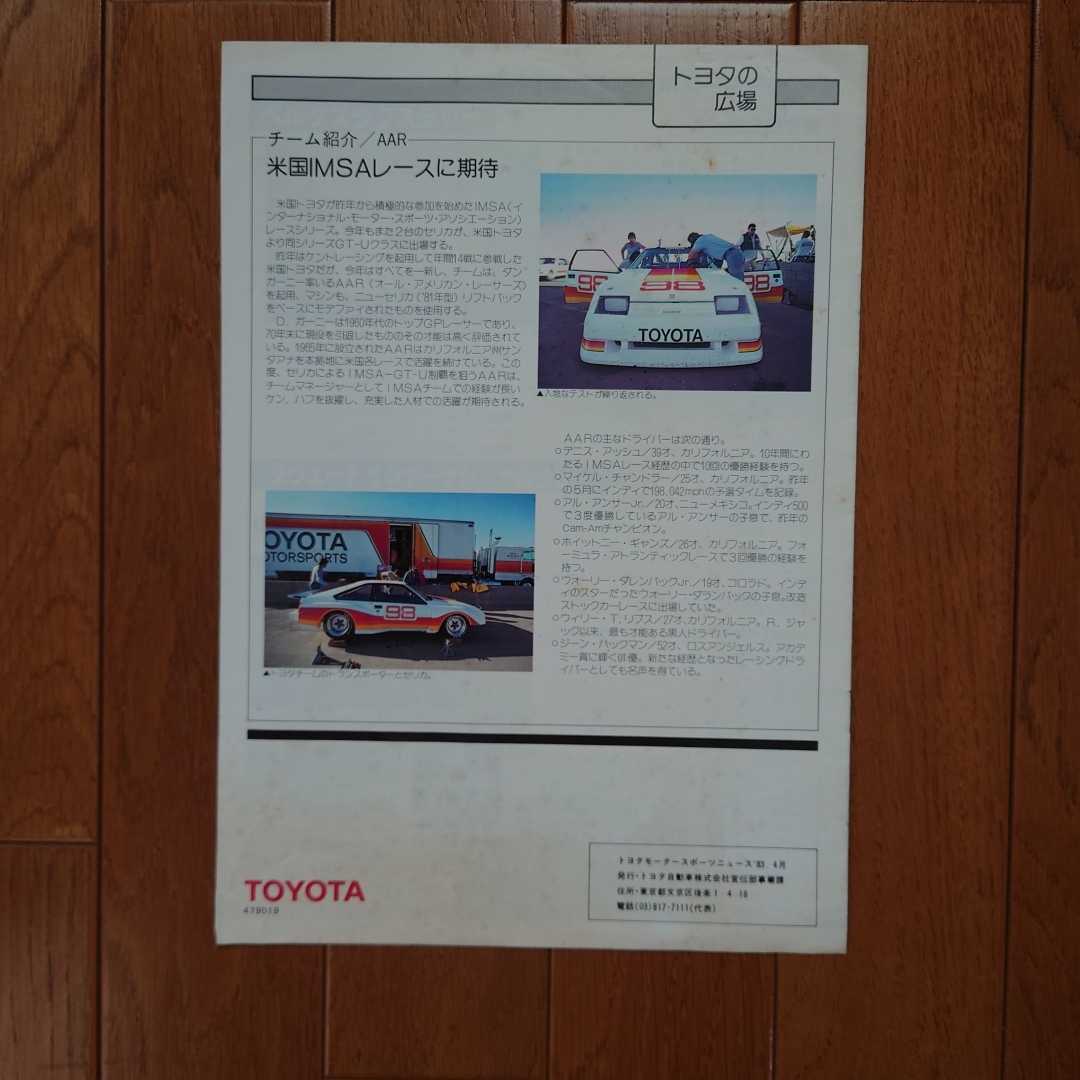 トヨタの
広場
チーム紹介／AAR
米国IMSAレースに期待
米国トヨタが昨年から積極的な参加を始めたIMSA(イ
ンターナショナル・モーター・スポーツ・アソシエーション)
レースシリーズ。今年もまた2台のセリカが、米国トヨタ
より同シリーズGT-Uクラスに出場する。
昨年はケントレーシングを起用して年間14戦に参戦した
米国トヨタだが、今年はすべてを一新し、チームは、ダン
ガーニー率いるAAR(オール・アメリカン・レーサーズ)
を起用、マシンも、ニューセリカ('81年型)リフトバック
をベースにモデファイされたものを使用する。
D．ガーニーは1960年代のトップGPレーサーであり、
70年末に現役を引退したもののその才能は高く評価されて
いる。1965年に設立されたAARはカリフォルニア州サン
タアナを本拠地に米国各レースで活躍を続けている。この
度、セリカによるIMSA-GT-U制覇を狙うAARは、
チームマネージャーとしてIMSAチームでの経験が長い
ケン、ハフを抜擢し、充実した人材での活躍が期待される。
98
98
98
TOYOTA
▲入念なテストが繰り返される。
AARの主なドライバーは次の通り。
○デニス・アッシュ/39才、カリフォルニア。10年間にわ
たるIMSAレース経歴の中で10回の優勝経験を持つ。
○マイケル・チャンドラー/25才、カリフォルニア。昨年
の5月にインディで198.042mphの予選タイムを記録。
○アル・アンサーJr./20才、ニューメキシコ。インディ500
で3度優勝しているアル・アンサーの子息で、昨年の
Cam-Amチャンピオン。
○ホイットニー・ギャンズ/26才、カリフォルニア。フォ
ーミュラ・アトランティックレースで3回優勝の経験を
持つ。
○ウォーリー・ダレンバックJr./19才、コロラド。インデ
ィのスターだったウォーリー・ダランバックの子息。改造
ストックカーレースに出場していた。
○ウィリー・T．リブス/27才、カリフォルニア。R．ジャ
ック以来、最も才能ある黒人ドライバー。
○ジーン・ハックマン/52才、ロスアンジェルス。アカデ
ミー賞に輝く俳優。新たな経歴となったレーシングドラ
イバーとしても名声を得ている。
OYOTA
OTORSPORTS
98
▲トヨタチームのトランスポーターとセリカ。
TOYOTA
479019
トヨタモータースポーツニュース'83．4月
発行・トヨタ自動車株式会社宣伝部事業課
住所・東京都文京区後楽1-4-18
電話(03)817-7111(代表)